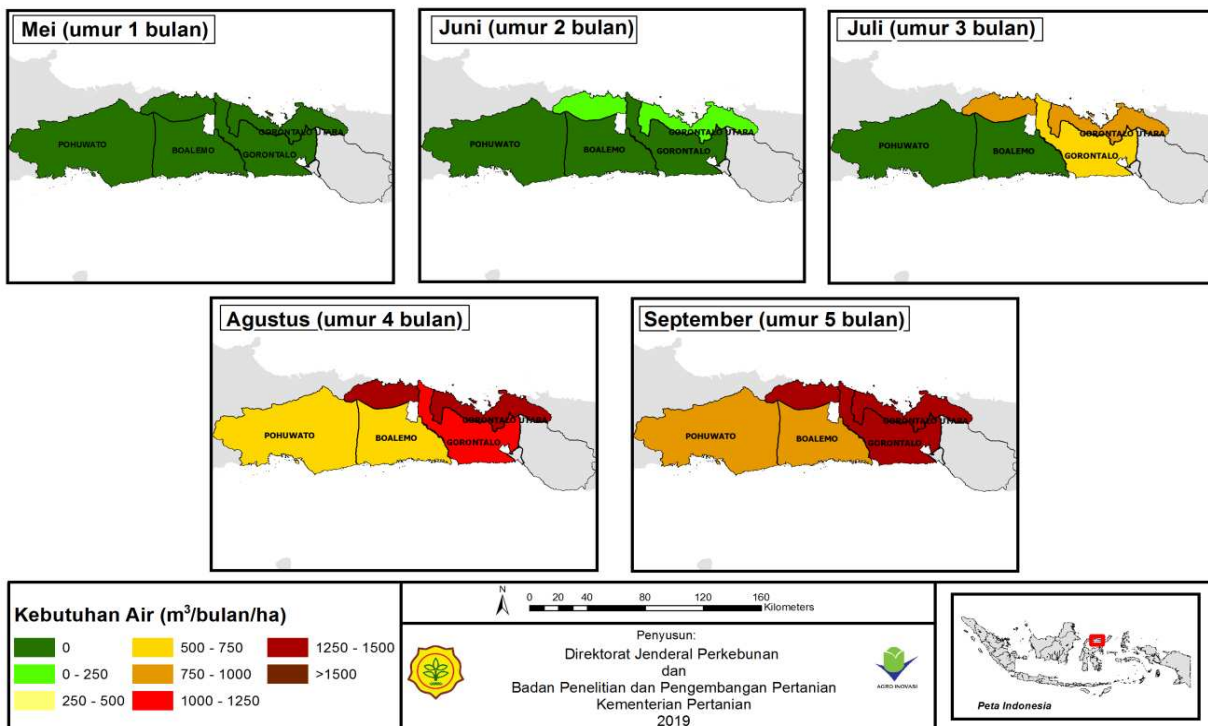 Mei (umur 1 bulan)
POHUWATO
BOALEMO
GORONTALO
GORONTALO UTARA
Juni (umur 2 bulan)
POHUWATO
BOALEMO
GORONTALO
GORONTALO UTARA
Juli (umur 3 bulan)
POHUWATO
BOALEMO
GORONTALO
GORONTALO UTARA
Agustus (umur 4 bulan)
POHUWATO
BOALEMO
GORONTALO
GORONTALO UTARA
September (umur 5 bulan)
POHUWATO
BOALEMO
GORONTALO
GORONTALO UTARA
Kebutuhan Air (m³/bulan/ha)
0
0 - 250
250 - 500
500 - 750
750 - 1000
1000 - 1250
1250 - 1500
>1500
N
0 10 20 40 60 80 100 120 140 160
Kilometers
Penyusun:
Direktorat Jenderal Perkebunan
dan
Badan Penelitian dan Pengembangan Pertanian
Kementerian Pertanian
2019
AGRO INOVASI
Peta Indonesia